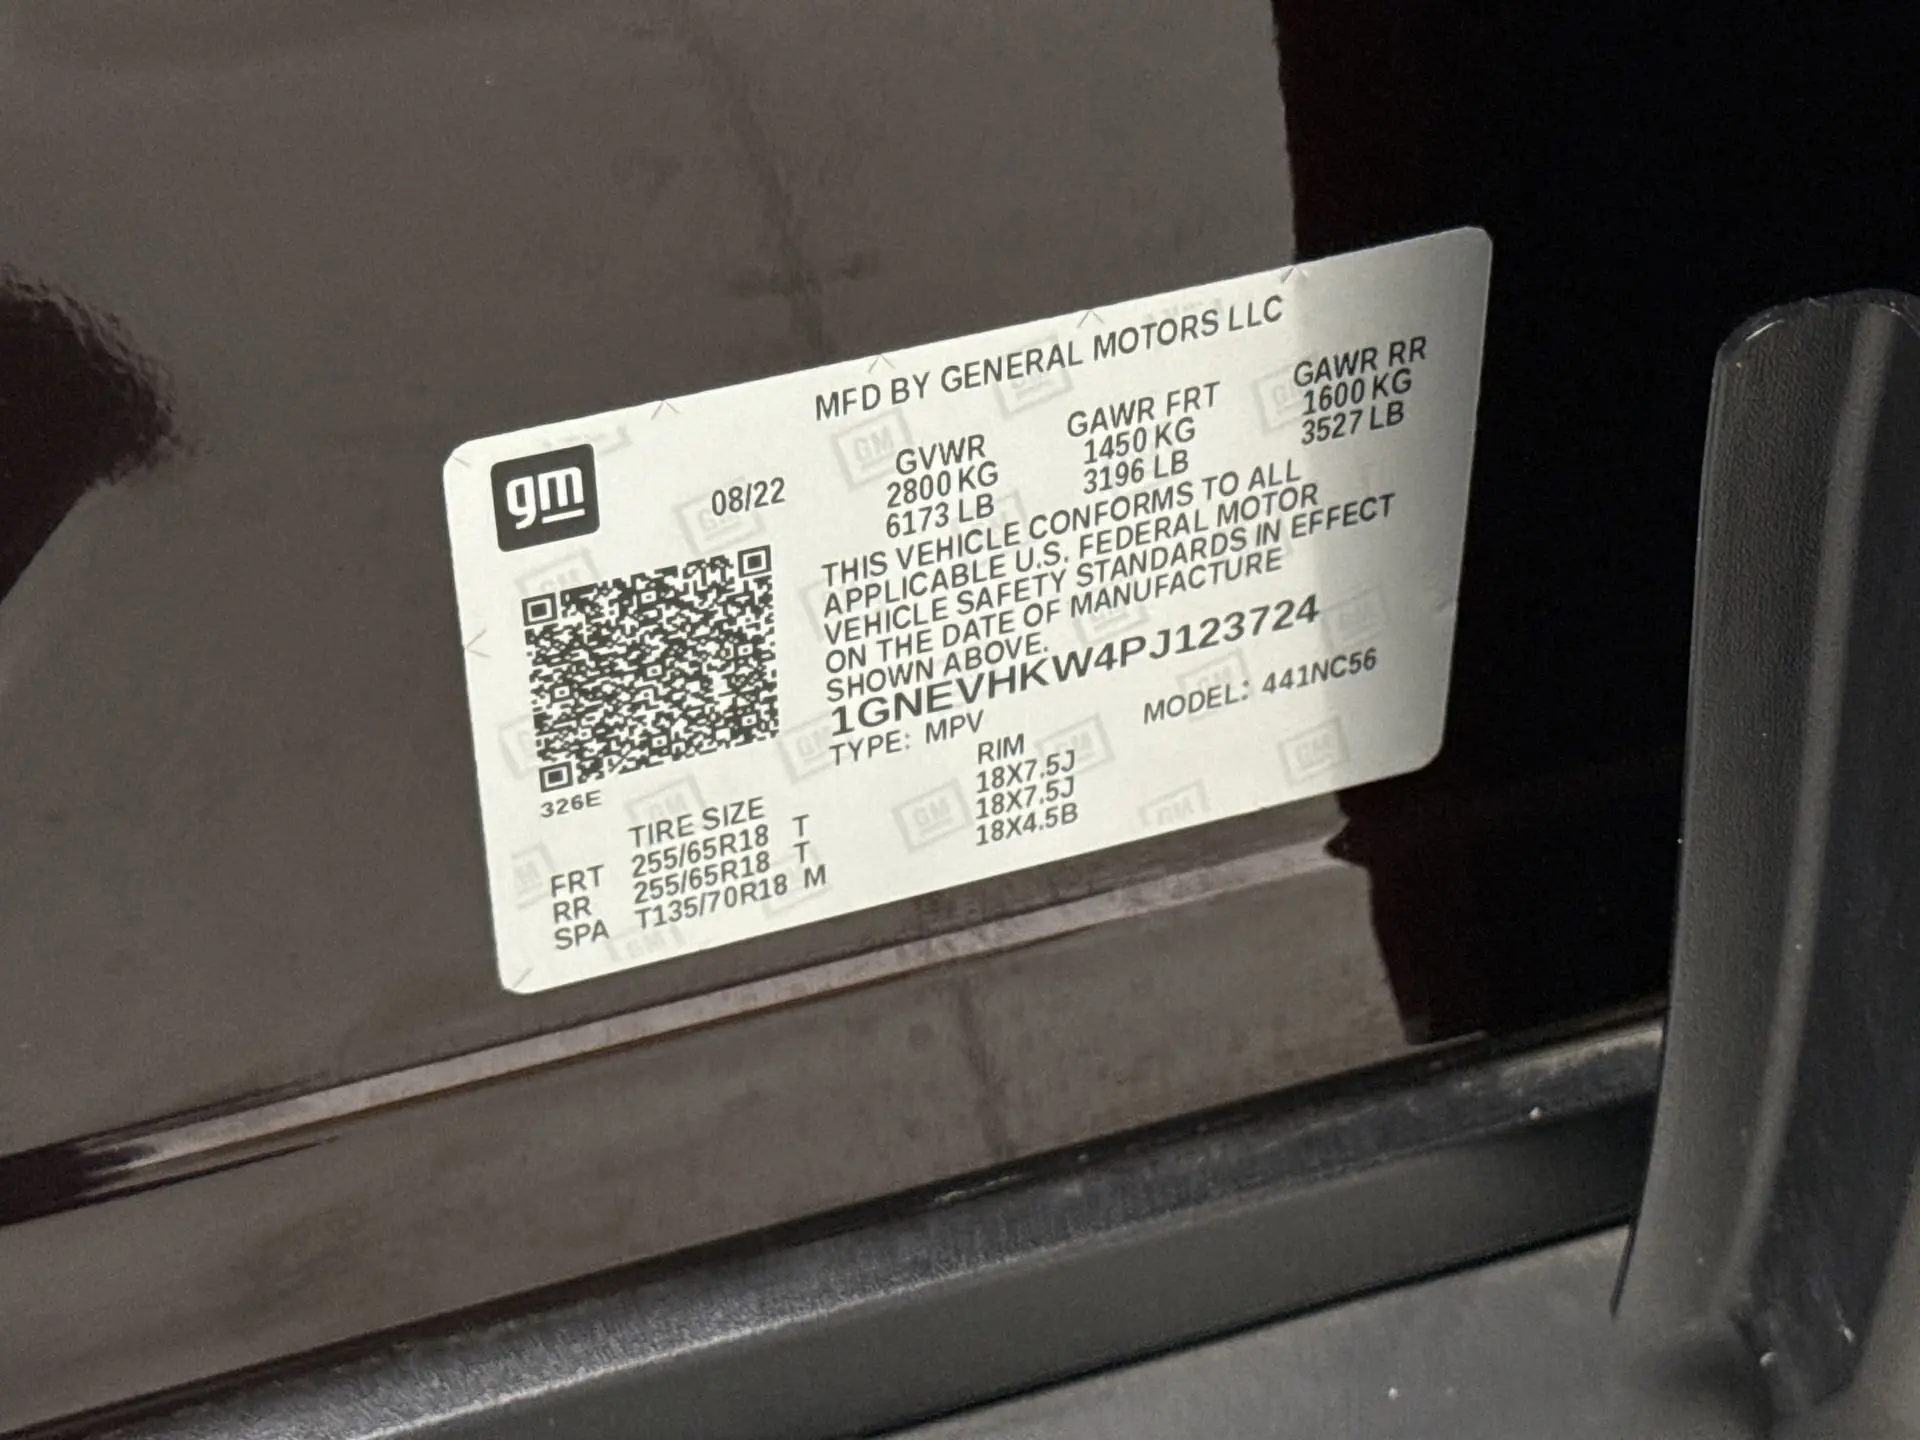 MFD BY GENERAL MOTORS LLC
gm
08/22
GVWR
2800 KG
6173 LB
GAWR FRT
1450 KG
3196 LB
GAWR RR
1600 KG
3527 LB
THIS VEHICLE CONFORMS TO ALL
APPLICABLE U.S. FEDERAL MOTOR
VEHICLE SAFETY STANDARDS IN EFFECT
ON THE DATE OF MANUFACTURE
SHOWN ABOVE.
1GNEVHKW4PJ123724
TYPE: MPV
MODEL: 441NC56
326E
TIRE SIZE
RIM
FRT 255/65R18 T 18X7.5J
RR 255/65R18 T 18X7.5J
SPA T135/70R18 M 18X4.5B